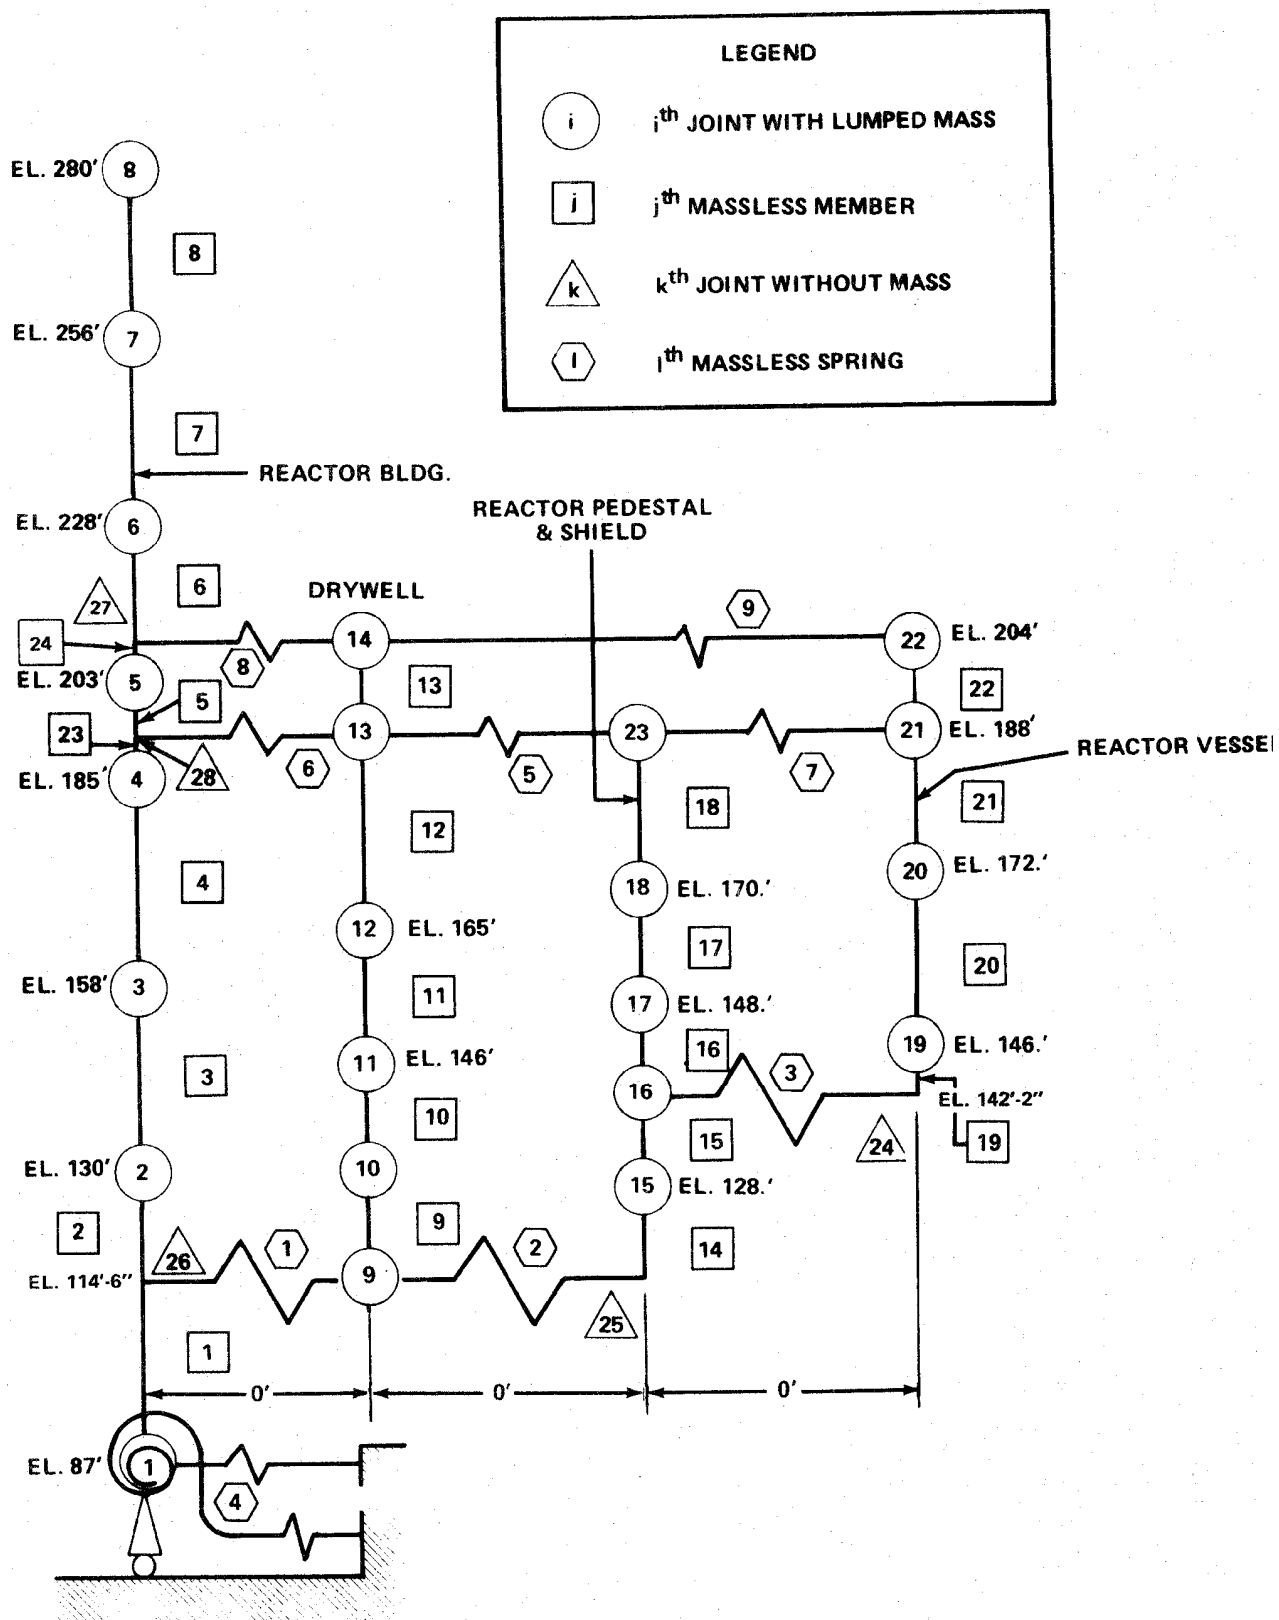 LEGEND
i
ith JOINT WITH LUMPED MASS
j
jth MASSLESS MEMBER
k
kth JOINT WITHOUT MASS
l
lth MASSLESS SPRING
EL. 280′
8
8
EL. 256′
7
7
REACTOR BLDG.
REACTOR PEDESTAL
& SHIELD
EL. 228′
6
6
27
DRYWELL
24
8
14
9
22
EL. 204′
EL. 203′
5
5
13
22
23
28
6
13
5
23
7
21
EL. 188′
REACTOR VESSE
EL. 185′
4
12
18
21
4
12
EL. 165′
18
EL. 170.′
20
EL. 172.′
17
20
EL. 158′
3
11
17
EL. 148.′
3
11
EL. 146′
16
3
19
EL. 146.′
16
EL. 142′-2″
10
15
24
19
EL. 130′
2
10
15
EL. 128.′
2
26
1
9
2
14
EL. 114′-6″
9
25
1
0′
0′
0′
EL. 87′
1
4